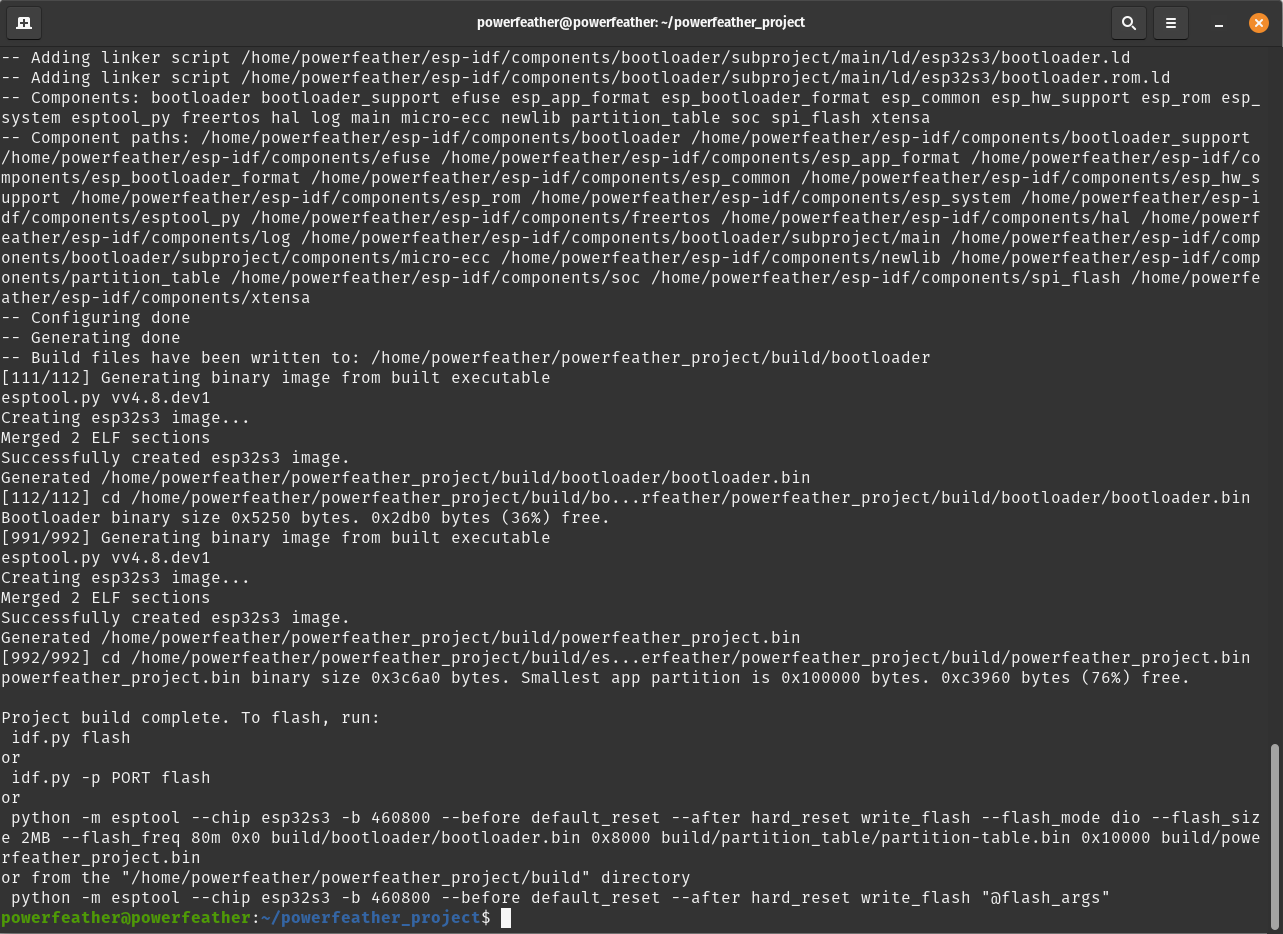 powerfeather@powerfeather: ~/powerfeather_project
-- Adding linker script /home/powerfeather/esp-idf/components/bootloader/subproject/main/ld/esp32s3/bootloader.ld
-- Adding linker script /home/powerfeather/esp-idf/components/bootloader/subproject/main/ld/esp32s3/bootloader.rom.ld
-- Components: bootloader bootloader_support efuse esp_app_format esp_bootloader_format esp_common esp_hw_support esp_rom esp_
system esptool_py freertos hal log main micro-ecc newlib partition_table soc spi_flash xtensa
-- Component paths: /home/powerfeather/esp-idf/components/bootloader /home/powerfeather/esp-idf/components/bootloader_support
/home/powerfeather/esp-idf/components/efuse /home/powerfeather/esp-idf/components/esp_app_format /home/powerfeather/esp-idf/co
mponents/esp_bootloader_format /home/powerfeather/esp-idf/components/esp_common /home/powerfeather/esp-idf/components/esp_hw_s
upport /home/powerfeather/esp-idf/components/esp_rom /home/powerfeather/esp-idf/components/esp_system /home/powerfeather/esp-i
df/components/esptool_py /home/powerfeather/esp-idf/components/freertos /home/powerfeather/esp-idf/components/hal /home/powerf
eather/esp-idf/components/log /home/powerfeather/esp-idf/components/bootloader/subproject/main /home/powerfeather/esp-idf/comp
onents/bootloader/subproject/components/micro-ecc /home/powerfeather/esp-idf/components/newlib /home/powerfeather/esp-idf/comp
onents/partition_table /home/powerfeather/esp-idf/components/soc /home/powerfeather/esp-idf/components/spi_flash /home/powerfe
ather/esp-idf/components/xtensa
-- Configuring done
-- Generating done
-- Build files have been written to: /home/powerfeather/powerfeather_project/build/bootloader
[111/112] Generating binary image from built executable
esptool.py vv4.8.dev1
Creating esp32s3 image...
Merged 2 ELF sections
Successfully created esp32s3 image.
Generated /home/powerfeather/powerfeather_project/build/bootloader/bootloader.bin
[112/112] cd /home/powerfeather/powerfeather_project/build/bo...rfeather/powerfeather_project/build/bootloader/bootloader.bin
Bootloader binary size 0x5250 bytes. 0x2db0 bytes (36%) free.
[991/992] Generating binary image from built executable
esptool.py vv4.8.dev1
Creating esp32s3 image...
Merged 2 ELF sections
Successfully created esp32s3 image.
Generated /home/powerfeather/powerfeather_project/build/powerfeather_project.bin
[992/992] cd /home/powerfeather/powerfeather_project/build/es...erfeather/powerfeather_project/build/powerfeather_project.bin
powerfeather_project.bin binary size 0x3c6a0 bytes. Smallest app partition is 0x100000 bytes. 0xc3960 bytes (76%) free.
Project build complete. To flash, run:
idf.py flash
or
idf.py -p PORT flash
or
python -m esptool --chip esp32s3 -b 460800 --before default_reset --after hard_reset write_flash --flash_mode dio --flash_siz
e 2MB --flash_freq 80m 0x0 build/bootloader/bootloader.bin 0x8000 build/partition_table/partition-table.bin 0x10000 build/powe
rfeather_project.bin
or from the "/home/powerfeather/powerfeather_project/build" directory
python -m esptool --chip esp32s3 -b 460800 --before default_reset --after hard_reset write_flash "@flash_args"
powerfeather@powerfeather:~/powerfeather_project$